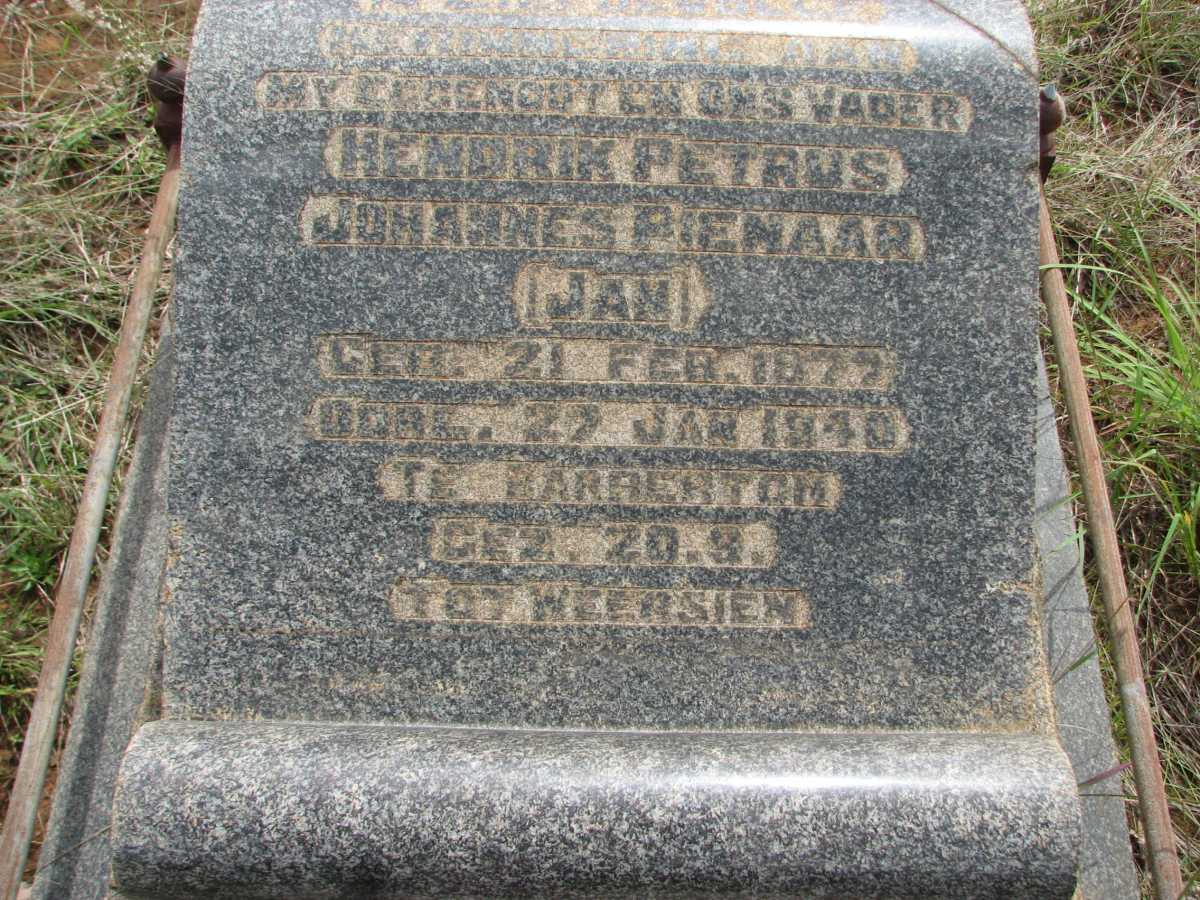 MY EGGENOOT EN ONS VADER
HENDRIK PETRUS
JOHANNES PIENAAR
(JAN)
GEB. 21 FEB. 1877
OORL. 27 JAN 1940
TE BARBERTON
GEZ. 20.9.
TOT WEERSIEN